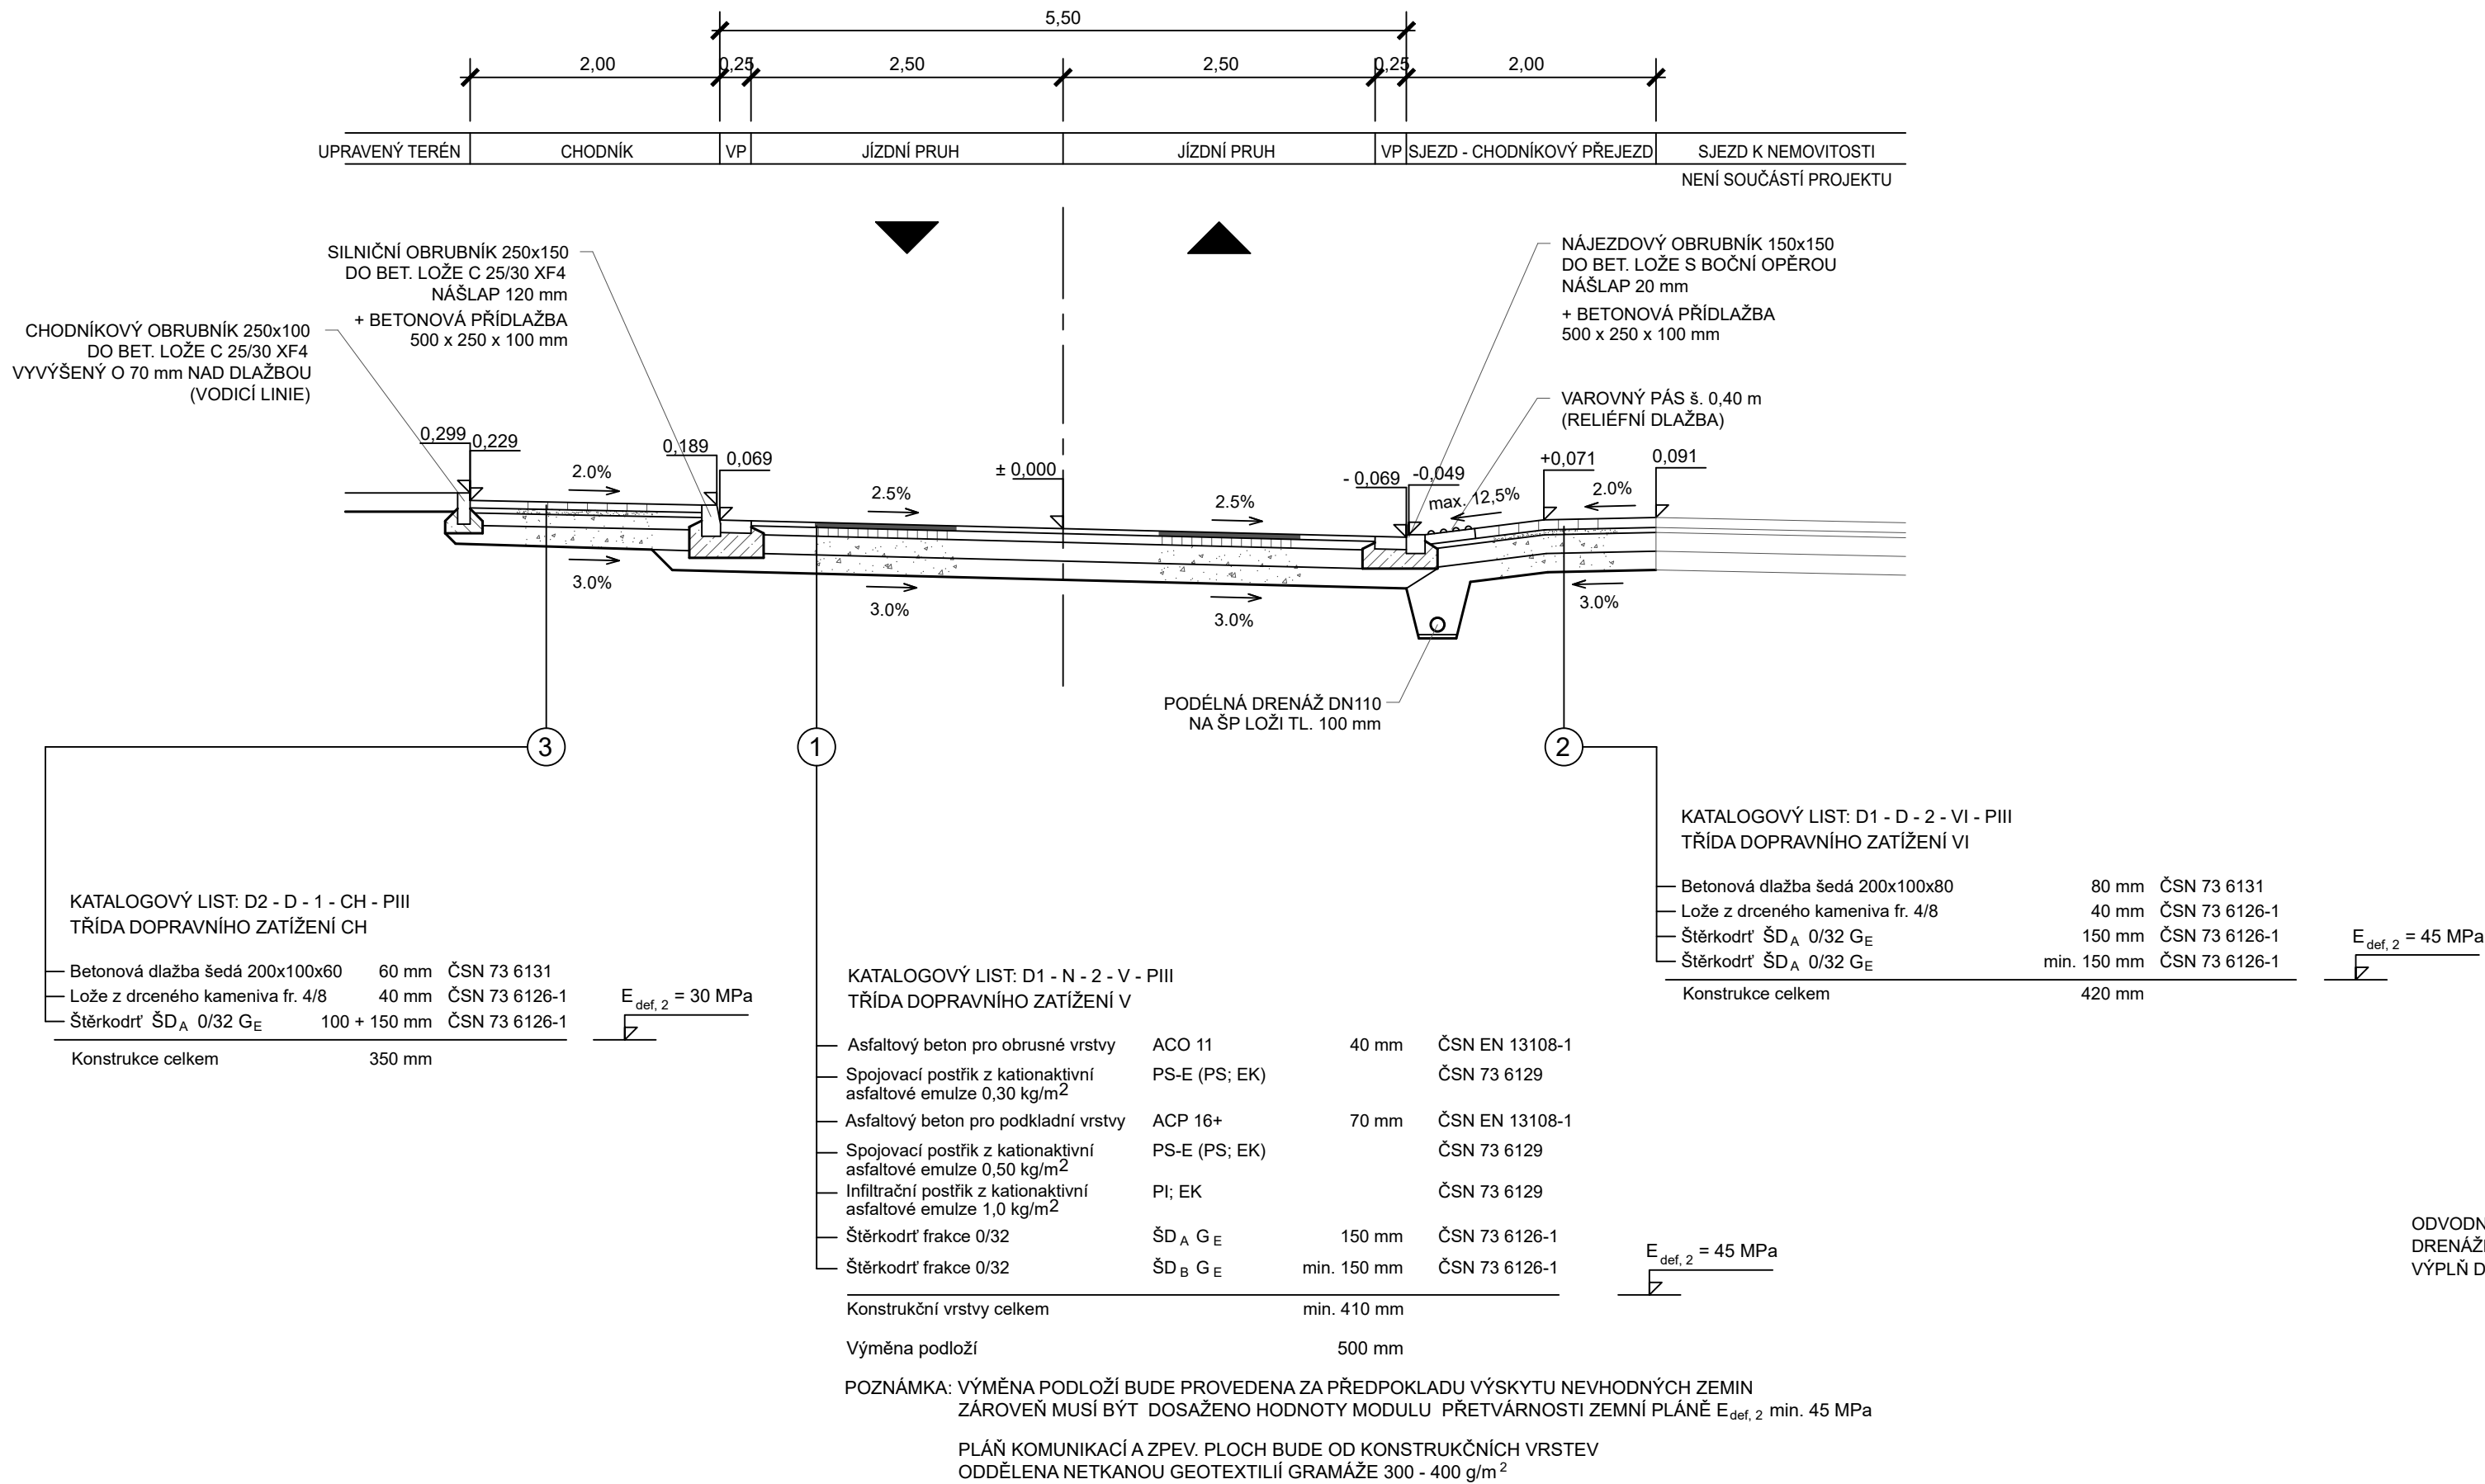 5,50
2,00 0,25 2,50 2,50 0,25 2,00
UPRAVENÝ TERÉN CHODNÍK VP JÍZDNÍ PRUH JÍZDNÍ PRUH VP SJEZD - CHODNÍKOVÝ PŘEJEZD SJEZD K NEMOVITOSTI
NENÍ SOUČÁSTÍ PROJEKTU
SILNIČNÍ OBRUBNÍK 250x150
DO BET. LOŽE C 25/30 XF4
NÁŠLAP 120 mm
+ BETONOVÁ PŘÍDLAŽBA
500 x 250 x 100 mm
CHODNÍKOVÝ OBRUBNÍK 250x100
DO BET. LOŽE C 25/30 XF4
VYVÝŠENÝ O 70 mm NAD DLAŽBOU
(VODICÍ LINIE)
NÁJEZDOVÝ OBRUBNÍK 150x150
DO BET. LOŽE S BOČNÍ OPĚROU
NÁŠLAP 20 mm
+ BETONOVÁ PŘÍDLAŽBA
500 x 250 x 100 mm
VAROVNÝ PÁS š. 0,40 m
(RELIÉFNÍ DLAŽBA)
0,299 0,229 0,189 0,069 ± 0,000 - 0,069 -0,049 +0,071 0,091
2.0% 2.5% 2.5% max. 12,5% 2.0%
3.0% 3.0% 3.0% 3.0%
PODÉLNÁ DRENÁŽ DN110
NA ŠP LOŽI TL. 100 mm
3 1 2
KATALOGOVÝ LIST: D2 - D - 1 - CH - PIII
TŘÍDA DOPRAVNÍHO ZATÍŽENÍ CH
Betonová dlažba šedá 200x100x60 60 mm ČSN 73 6131
Lože z drceného kameniva fr. 4/8 40 mm ČSN 73 6126-1
Štěrkodrť ŠDA 0/32 GE 100 + 150 mm ČSN 73 6126-1
Edef, 2 = 30 MPa
Konstrukce celkem 350 mm
KATALOGOVÝ LIST: D1 - N - 2 - V - PIII
TŘÍDA DOPRAVNÍHO ZATÍŽENÍ V
Asfaltový beton pro obrusné vrstvy ACO 11 40 mm ČSN EN 13108-1
Spojovací postřik z kationaktivní PS-E (PS; EK) ČSN 73 6129
asfaltové emulze 0,30 kg/m2
Asfaltový beton pro podkladní vrstvy ACP 16+ 70 mm ČSN EN 13108-1
Spojovací postřik z kationaktivní PS-E (PS; EK) ČSN 73 6129
asfaltové emulze 0,50 kg/m2
Infiltrační postřik z kationaktivní PI; EK ČSN 73 6129
asfaltové emulze 1,0 kg/m2
Štěrkodrť frakce 0/32 ŠDA GE 150 mm ČSN 73 6126-1
Štěrkodrť frakce 0/32 ŠDB GE min. 150 mm ČSN 73 6126-1
Edef, 2 = 45 MPa
Konstrukční vrstvy celkem min. 410 mm
Výměna podloží 500 mm
POZNÁMKA: VÝMĚNA PODLOŽÍ BUDE PROVEDENA ZA PŘEDPOKLADU VÝSKYTU NEVHODNÝCH ZEMIN
ZÁROVEŇ MUSÍ BÝT DOSAŽENO HODNOTY MODULU PŘETVÁRNOSTI ZEMNÍ PLÁNĚ Edef, 2 min. 45 MPa
PLÁŇ KOMUNIKACÍ A ZPEV. PLOCH BUDE OD KONSTRUKČNÍCH VRSTEV
ODDĚLENA NETKANOU GEOTEXTILIÍ GRAMÁŽE 300 - 400 g/m2
KATALOGOVÝ LIST: D1 - D - 2 - VI - PIII
TŘÍDA DOPRAVNÍHO ZATÍŽENÍ VI
Betonová dlažba šedá 200x100x80 80 mm ČSN 73 6131
Lože z drceného kameniva fr. 4/8 40 mm ČSN 73 6126-1
Štěrkodrť ŠDA 0/32 GE 150 mm ČSN 73 6126-1
Štěrkodrť ŠDA 0/32 GE min. 150 mm ČSN 73 6126-1
Edef, 2 = 45 MPa
Konstrukce celkem 420 mm
VÝPLŇ